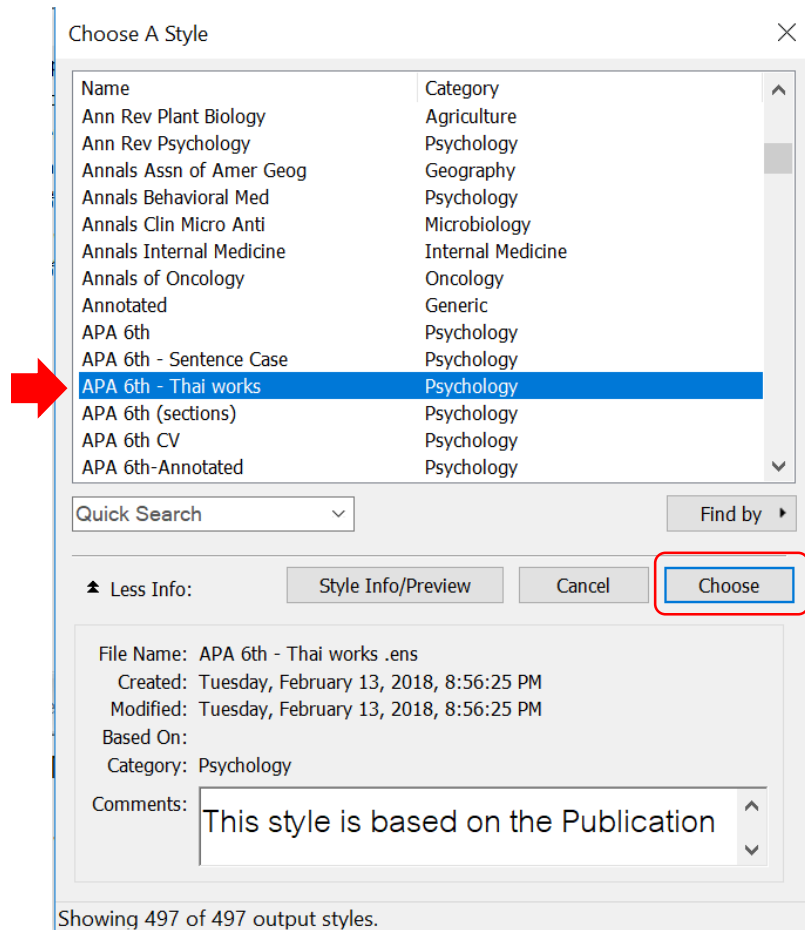 Choose A Style
Name Category
Ann Rev Plant Biology Agriculture
Ann Rev Psychology Psychology
Annals Assn of Amer Geog Geography
Annals Behavioral Med Psychology
Annals Clin Micro Anti Microbiology
Annals Internal Medicine Internal Medicine
Annals of Oncology Oncology
Annotated Generic
APA 6th Psychology
APA 6th - Sentence Case Psychology
APA 6th - Thai works Psychology
APA 6th (sections) Psychology
APA 6th CV Psychology
APA 6th-Annotated Psychology
Quick Search Find by
Less Info: Style Info/Preview Cancel Choose
File Name: APA 6th - Thai works .ens
Created: Tuesday, February 13, 2018, 8:56:25 PM
Modified: Tuesday, February 13, 2018, 8:56:25 PM
Based On:
Category: Psychology
Comments: This style is based on the Publication
Showing 497 of 497 output styles.